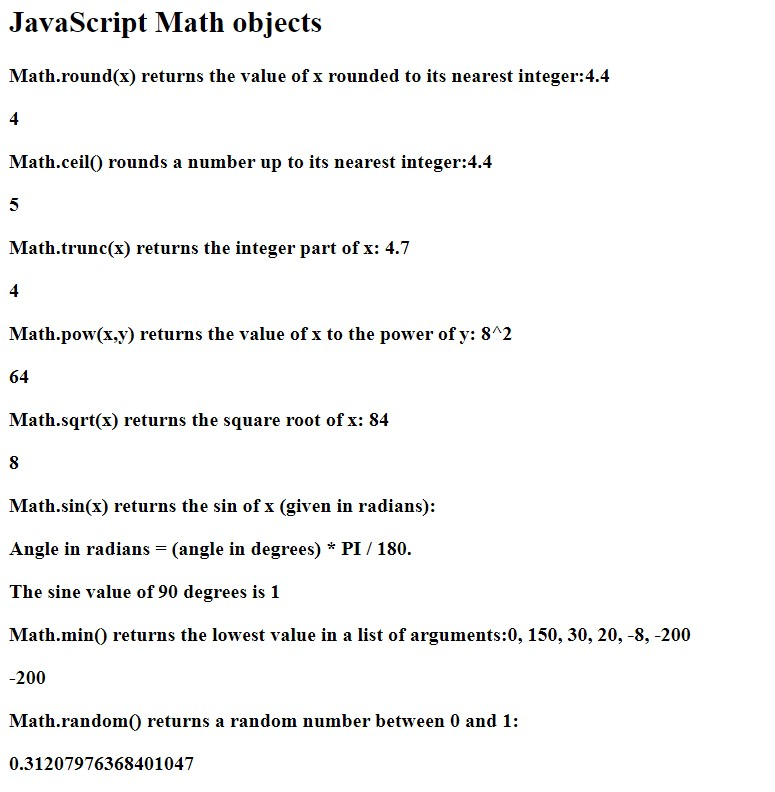 JavaScript Math objects
Math.round(x) returns the value of x rounded to its nearest integer:4.4
4
Math.ceil() rounds a number up to its nearest integer:4.4
5
Math.trunc(x) returns the integer part of x: 4.7
4
Math.pow(x,y) returns the value of x to the power of y: 8^2
64
Math.sqrt(x) returns the square root of x: 84
8
Math.sin(x) returns the sin of x (given in radians):
Angle in radians = (angle in degrees) * PI / 180.
The sine value of 90 degrees is 1
Math.min() returns the lowest value in a list of arguments:0, 150, 30, 20, -8, -200
-200
Math.random() returns a random number between 0 and 1:
0.31207976368401047